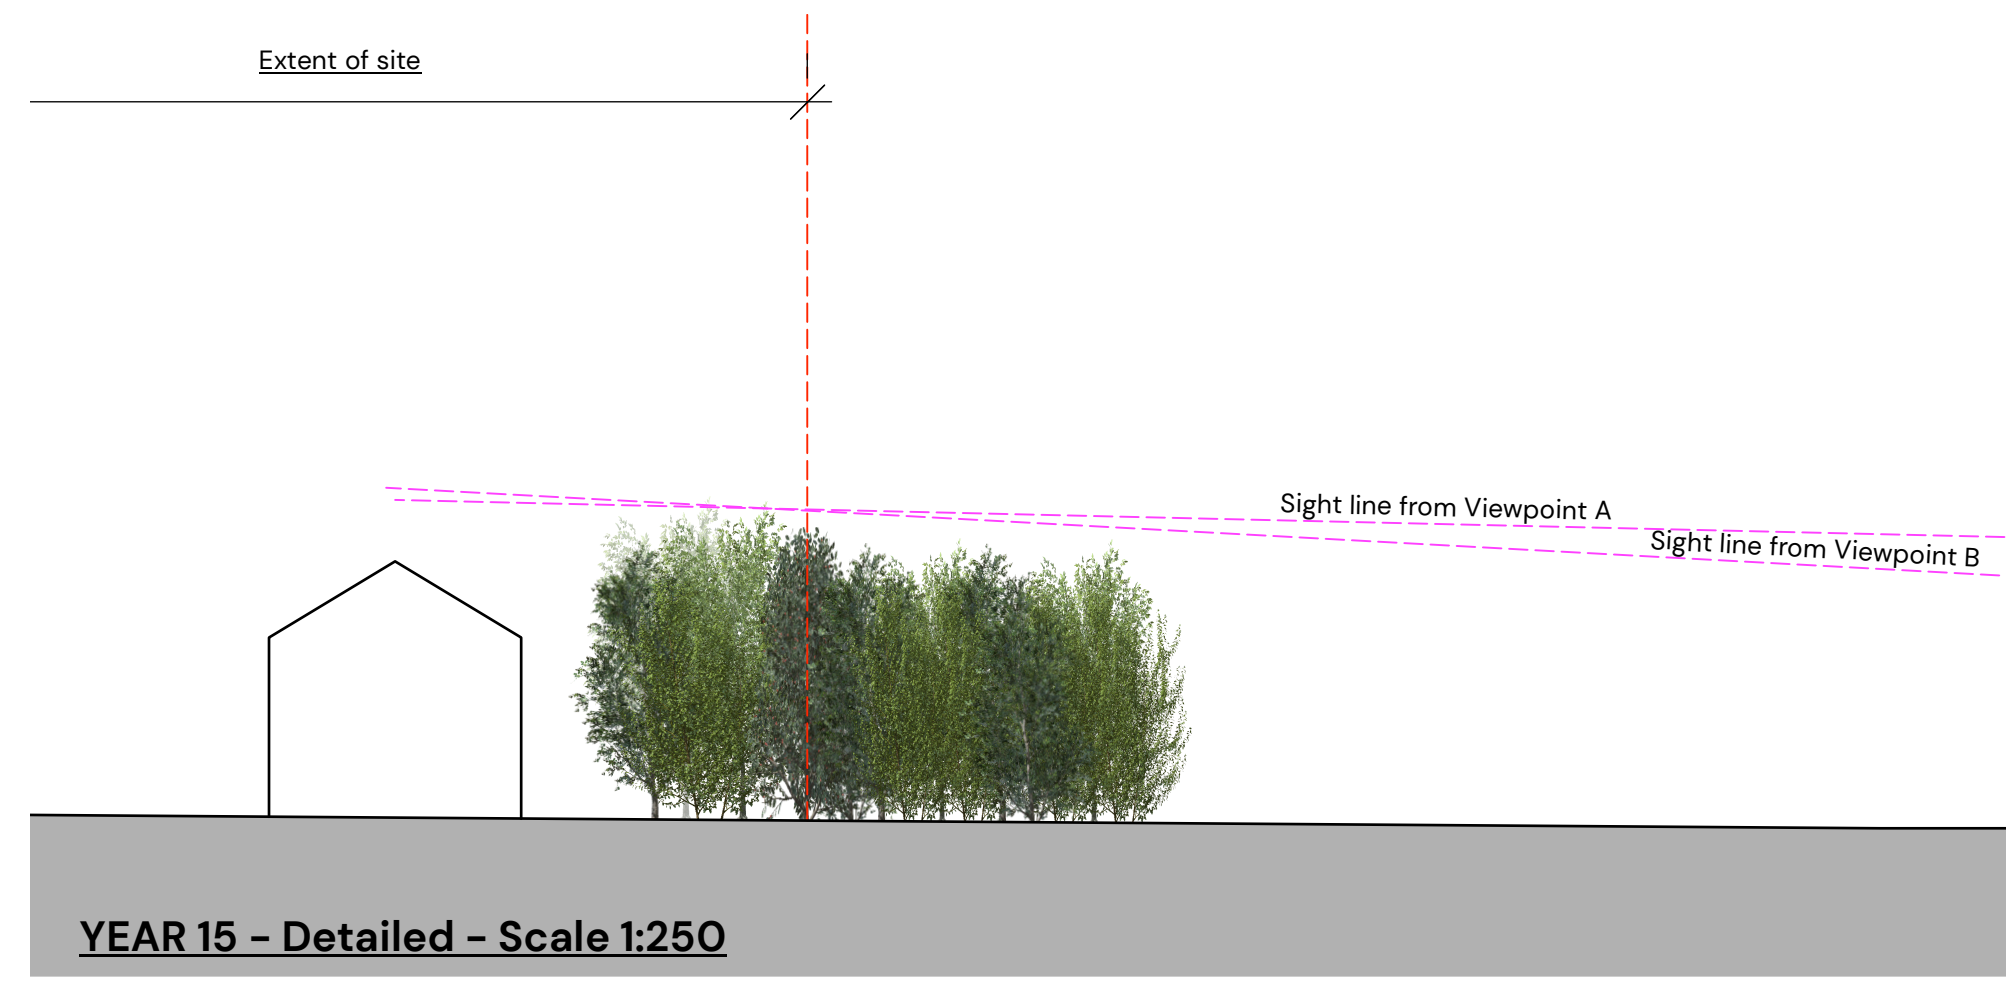 Extent of site
Sight line from Viewpoint A
Sight line from Viewpoint B
YEAR 15 - Detailed - Scale 1:250